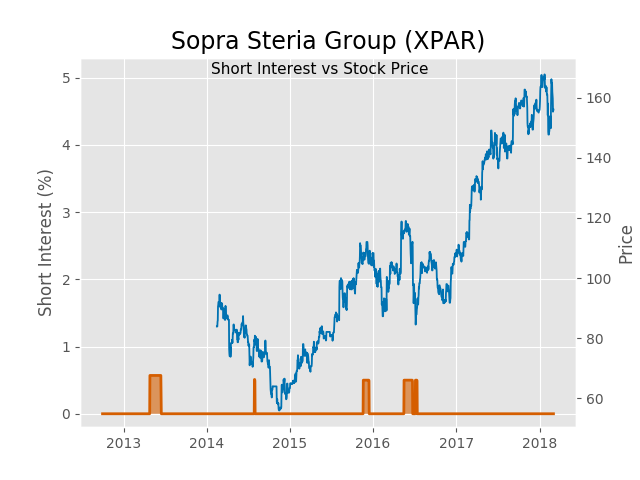 Sopra Steria Group (XPAR)
Short Interest vs Stock Price
Short Interest (%)
5
4
3
2
1
0
160
140
120
100
80
60
Price
2013 2014 2015 2016 2017 2018